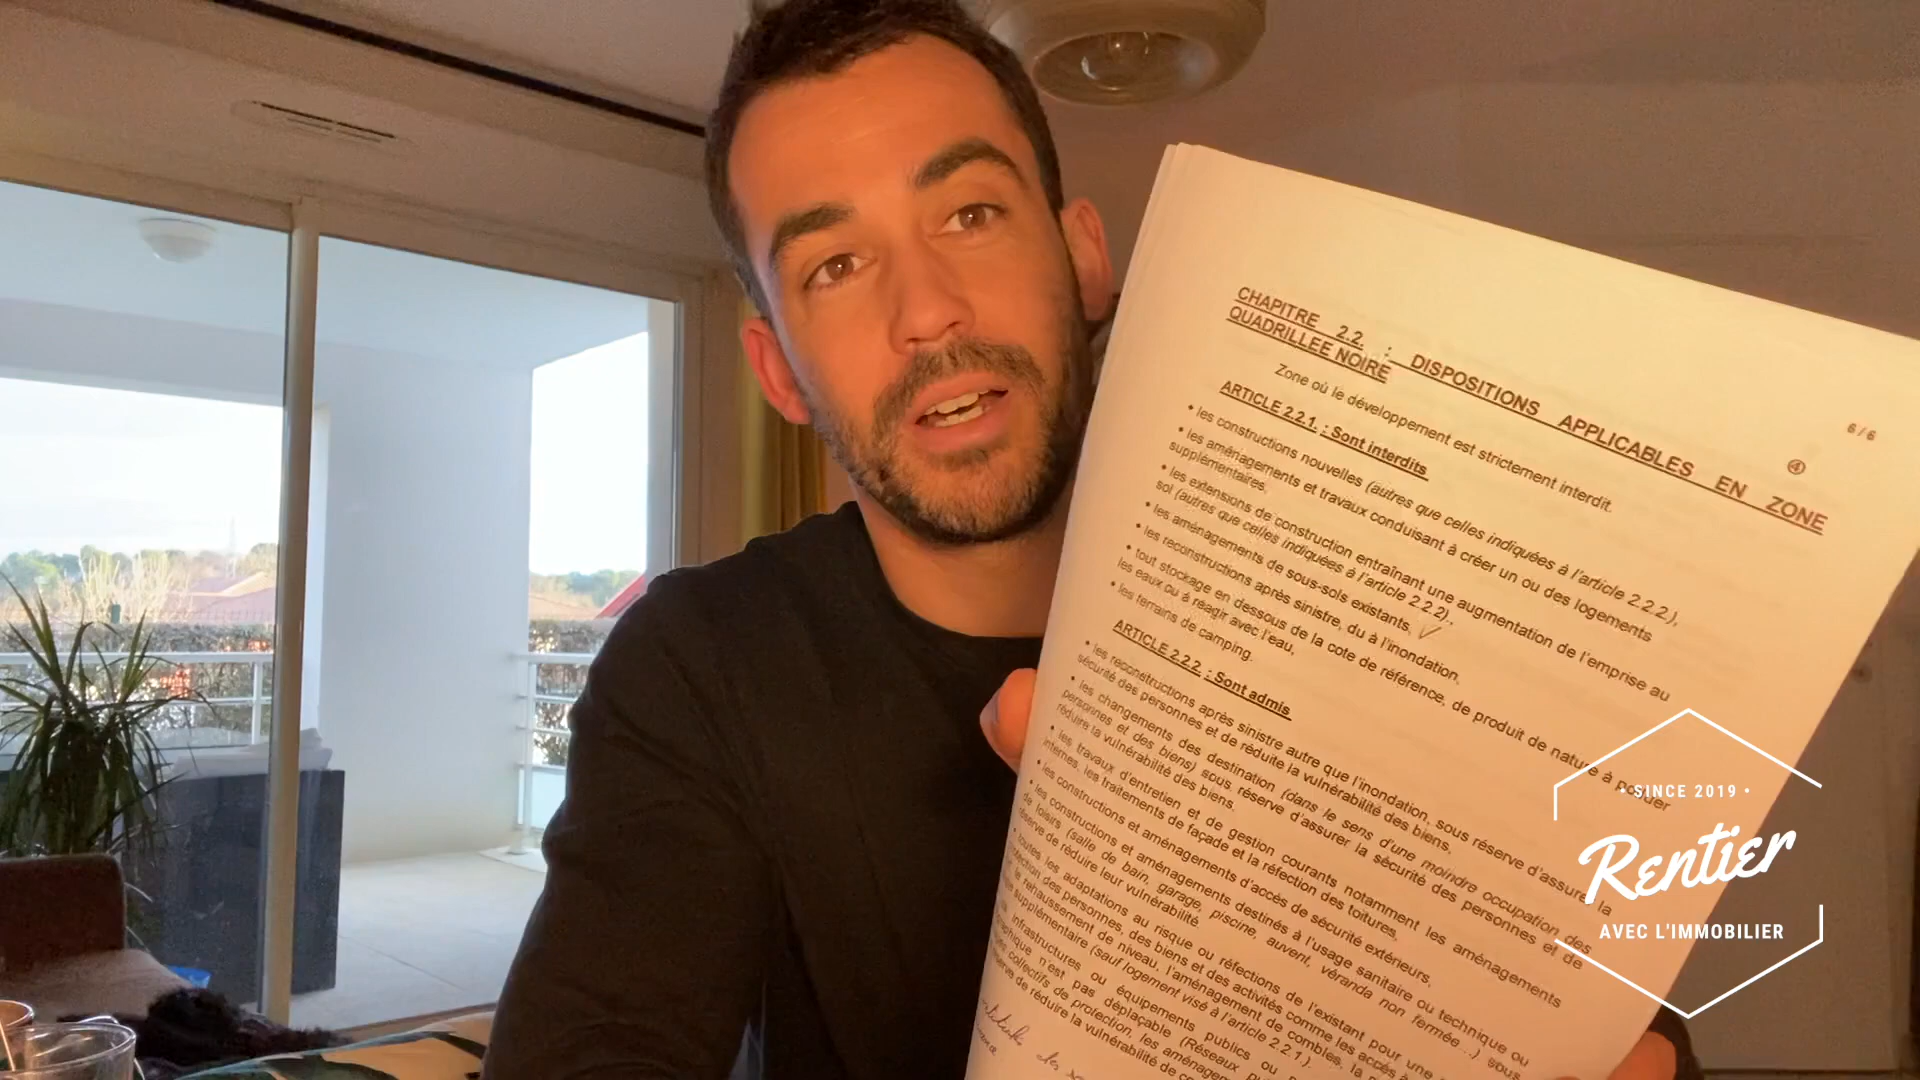 CHAPITRE 2.2. : DISPOSITIONS APPLICABLES EN ZONE
QUADRILLEE NOIRE
6 / 6
4
Zone où le développement est strictement interdit.
ARTICLE 2.2.1. : Sont interdits
• les constructions nouvelles (autres que celles indiquées à l'article 2.2.2.),
• les aménagements et travaux conduisant à créer un ou des logements
supplémentaires,
• les extensions de construction entraînant une augmentation de l'emprise au
sol (autres que celles indiquées à l'article 2.2.2),
• les aménagements de sous-sols existants,
• les reconstructions après sinistre, du à l'inondation,
• tout stockage en dessous de la cote de référence, de produit de nature à polluer
les eaux ou à réagir avec l'eau,
• les terrains de camping.
ARTICLE 2.2.2. : Sont admis
• les reconstructions après sinistre autre que l'inondation, sous réserve d'assurer la
sécurité des personnes et de réduire la vulnérabilité des biens,
• les changements de destination (dans le sens d'une moindre occupation des
personnes et des biens) sous réserve d'assurer la sécurité des personnes et de
réduire la vulnérabilité des biens.
• les travaux d'entretien et de gestion courants notamment les aménagements
internes, les traitements de façade et la réfection des toitures,
• les constructions et aménagements d'accès de sécurité extérieurs,
• les constructions et aménagements destinés à l'usage sanitaire ou technique ou
de loisirs (salle de bain, garage, piscine, auvent, véranda non fermée...) sous
réserve de réduire leur vulnérabilité.
toutes les adaptations au risque ou réfections de l'existant pour une
protection des personnes, des biens et des activités comme les accès
le rehaussement de niveau, l'aménagement de combles, la
supplémentaire (sauf logement visé à l'article 2.2.1.).
infrastructures ou équipements publics ou
n'est pas déplaçable (Réseaux
collectifs de protection, les
de réduire la vulnérabilité de
• SINCE 2019 •
Rentier
AVEC L'IMMOBILIER